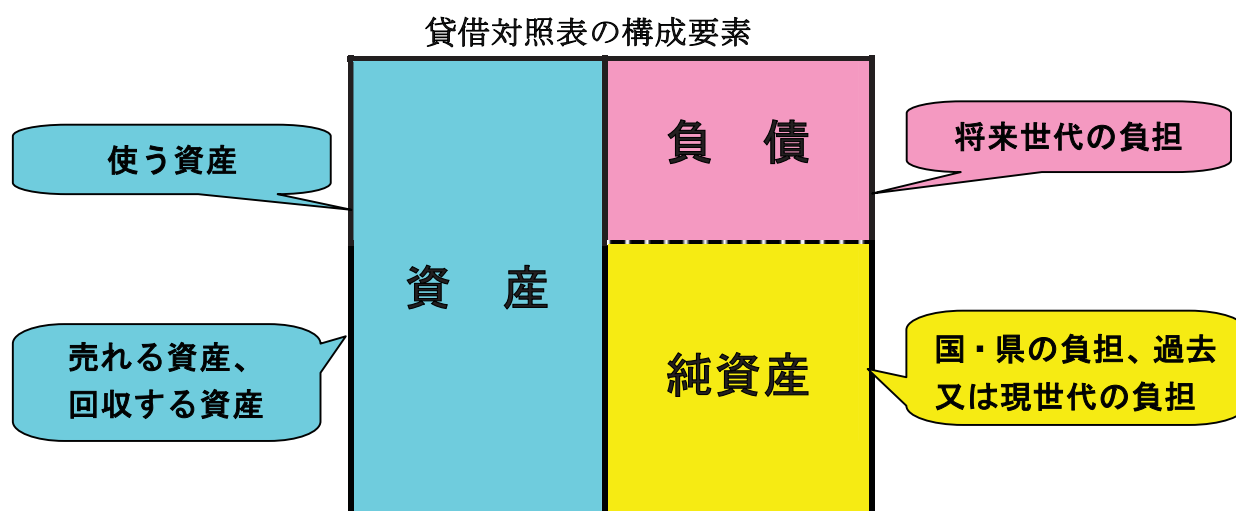 貸借対照表の構成要素
使う資産
売れる資産、
回収する資産
資　産
負　債
純資産
将来世代の負担
国・県の負担、過去
又は現世代の負担